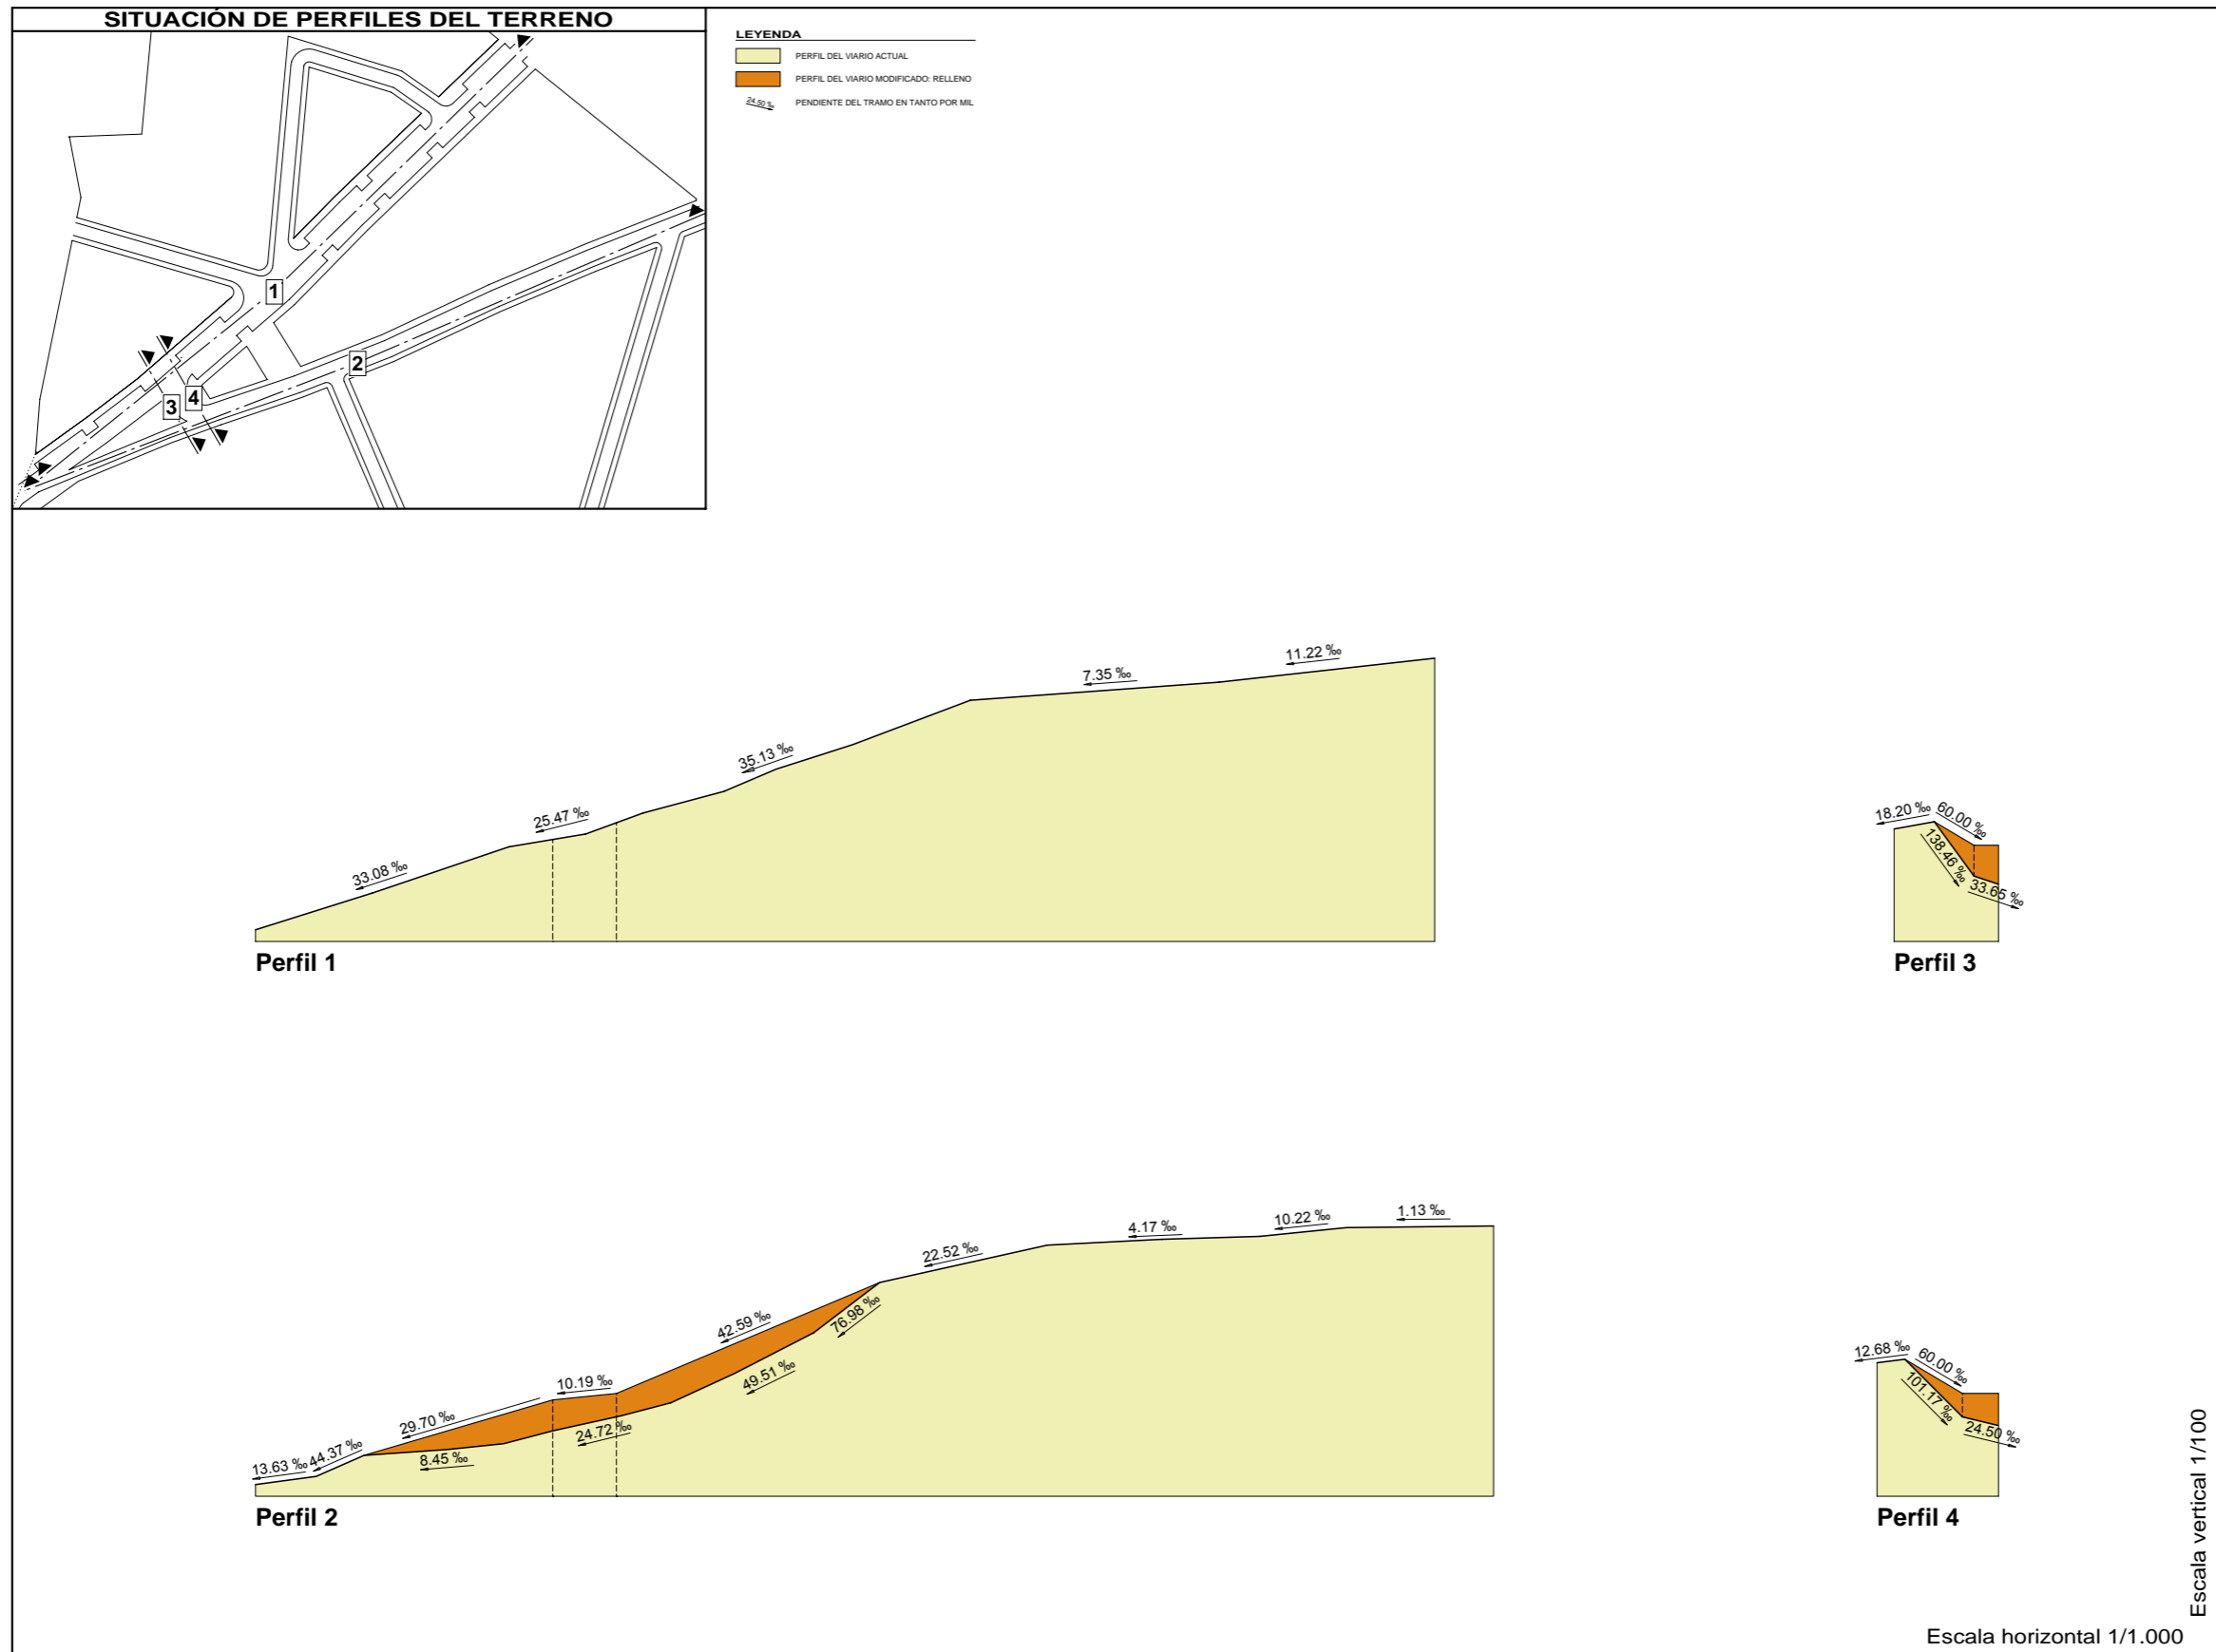 SITUACIÓN DE PERFILES DEL TERRENO
1
2
3
4
LEYENDA
PERFIL DEL VIARIO ACTUAL
PERFIL DEL VIARIO MODIFICADO: RELLENO
24.50 ‰
PENDIENTE DEL TRAMO EN TANTO POR MIL
33.08 ‰
25.47 ‰
35.13 ‰
7.35 ‰
11.22 ‰
Perfil 1
18.20 ‰
60.00 ‰
138.46 ‰
33.65 ‰
Perfil 3
13.63 ‰
44.37 ‰
29.70 ‰
8.45 ‰
10.19 ‰
24.72 ‰
42.59 ‰
49.51 ‰
76.98 ‰
22.52 ‰
4.17 ‰
10.22 ‰
1.13 ‰
Perfil 2
12.68 ‰
60.00 ‰
101.17 ‰
24.50 ‰
Perfil 4
Escala vertical 1/100
Escala horizontal 1/1.000